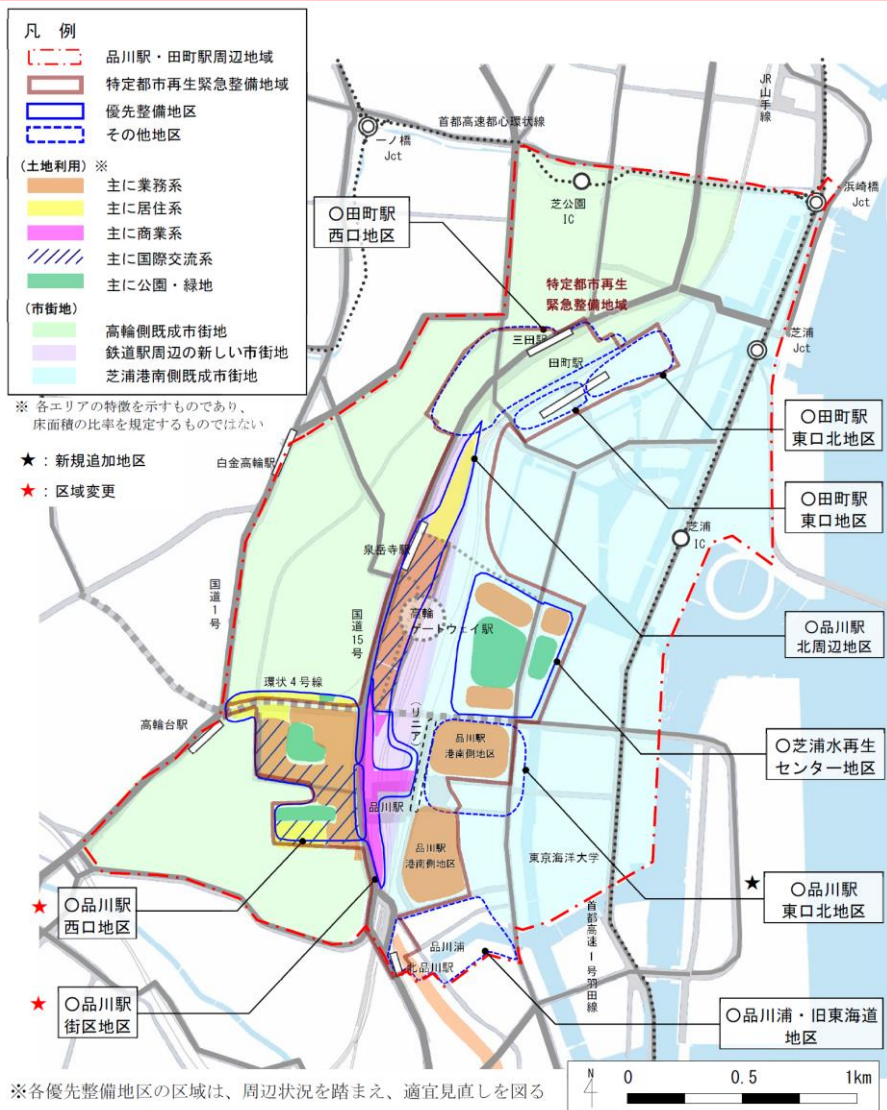 凡 例
品川駅・田町駅周辺地域
特定都市再生緊急整備地域
優先整備地区
その他地区
(土地利用) ※
主に業務系
主に居住系
主に商業系
主に国際交流系
主に公園・緑地
(市街地)
高輪側既成市街地
鉄道駅周辺の新しい市街地
芝浦港南側既成市街地
※ 各エリアの特徴を示すものであり、
床面積の比率を規定するものではない
★ : 新規追加地区
★ : 区域変更
首都高速都心環状線
JR山手線
一ノ橋
Jct
芝公園
IC
浜崎橋
Jct
○田町駅
西口地区
特定都市再生
緊急整備地域
三田駅
田町駅
芝浦
Jct
○田町駅
東口北地区
白金高輪駅
○田町駅
東口地区
芝浦
IC
泉岳寺駅
国道1号
国道15号
高輪
ゲートウェイ駅
○品川駅
北周辺地区
環状4号線
(リニア)
高輪台駅
品川駅
港南側地区
○芝浦水再生
センター地区
品川駅
品川駅
港南側地区
東京海洋大学
★
○品川駅
東口北地区
★
○品川駅
西口地区
首都高速1号羽田線
品川浦
北品川駅
★
○品川駅
街区地区
○品川浦・旧東海道
地区
※各優先整備地区の区域は、周辺状況を踏まえ、適宜見直しを図る
N
0 0.5 1km